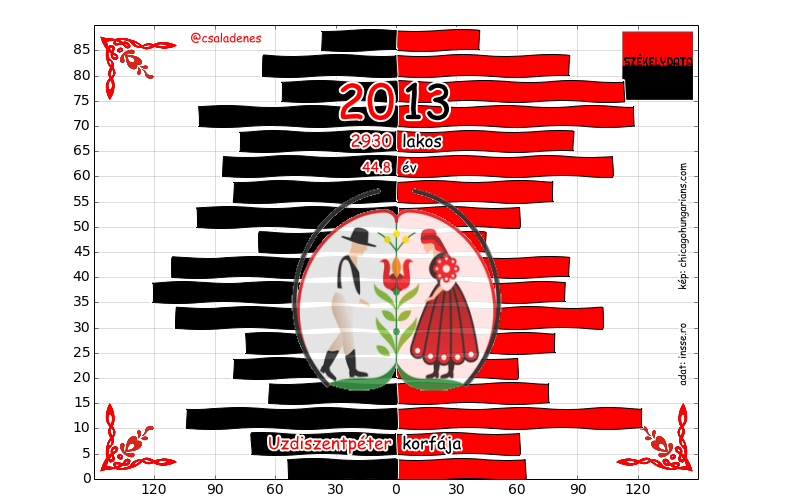 @csaladenes
SZÉKELYDATA
2013
2930 lakos
44.8 év
kép: chicagohungarians.com
adat: insse.ro
Uzdiszentpéter korfája
85
80
75
70
65
60
55
50
45
40
35
30
25
20
15
10
5
0
120 90 60 30 0 30 60 90 120